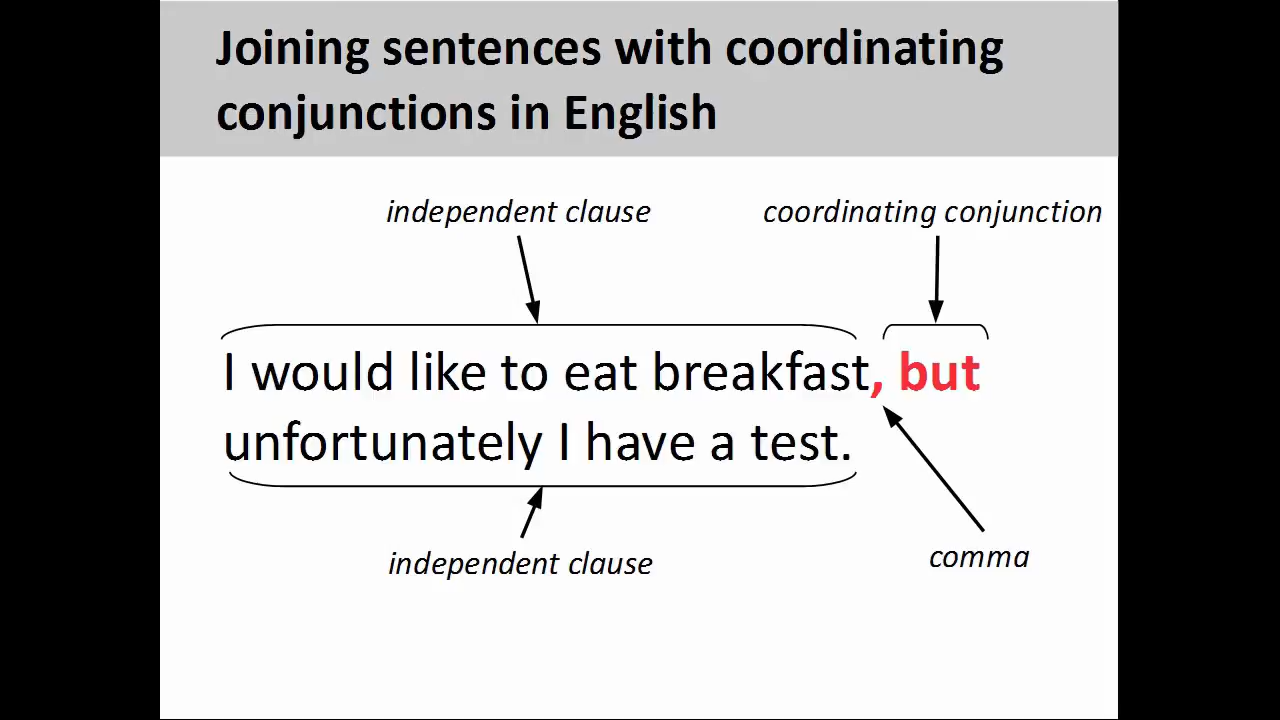 Joining sentences with coordinating
conjunctions in English
independent clause
coordinating conjunction
I would like to eat breakfast, but
unfortunately I have a test.
independent clause
comma